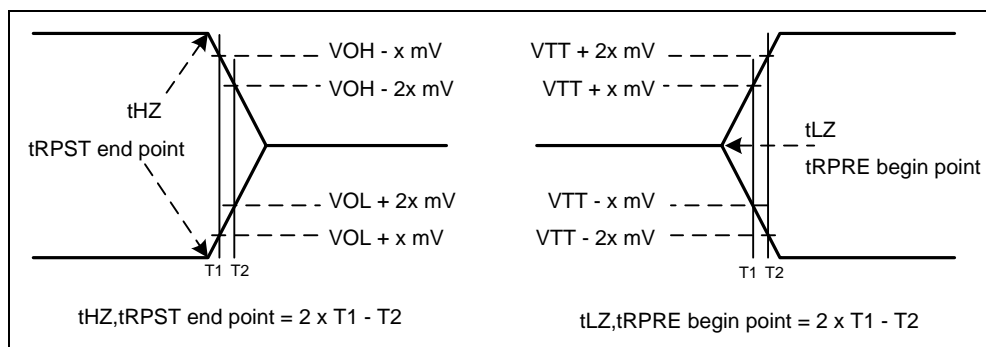 VOH - x mV
VOH - 2x mV
tHZ
tRPST end point
VOL + 2x mV
VOL + x mV
T1 T2
tHZ,tRPST end point = 2 x T1 - T2
VTT + 2x mV
VTT + x mV
tLZ
tRPRE begin point
VTT - x mV
VTT - 2x mV
T1 T2
tLZ,tRPRE begin point = 2 x T1 - T2